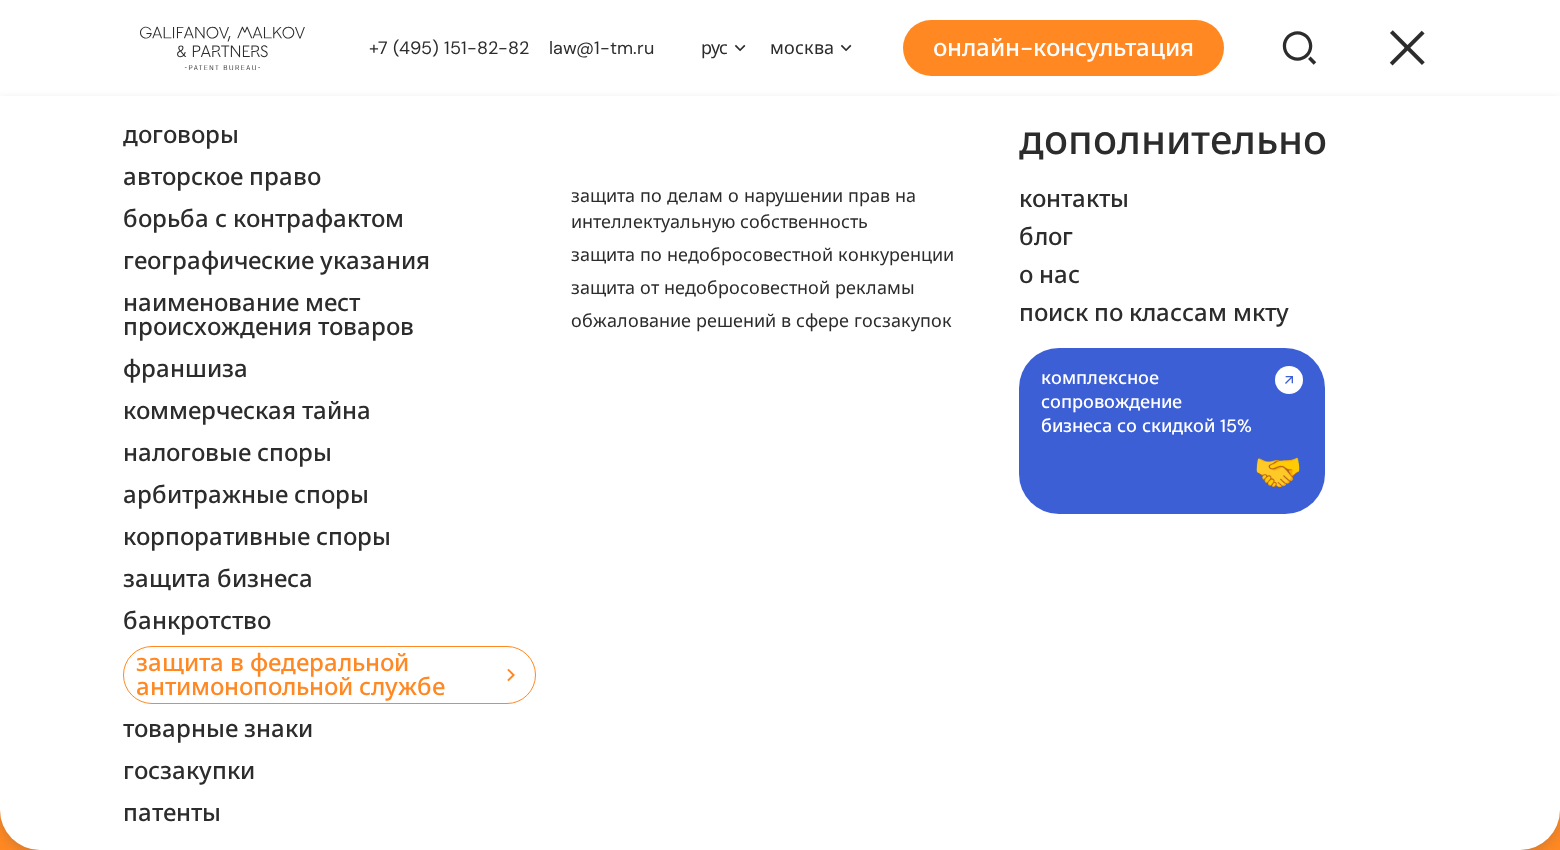 GALIFANOV, MALKOV
& PARTNERS
-PATENT BUREAU-
+7 (495) 151-82-82
law@1-tm.ru
рус
москва
онлайн-консультация
договоры
авторское право
борьба с контрафактом
географические указания
наименование мест
происхождения товаров
франшиза
коммерческая тайна
налоговые споры
арбитражные споры
корпоративные споры
защита бизнеса
банкротство
защита в федеральной
антимонопольной службе
товарные знаки
госзакупки
патенты
защита по делам о нарушении прав на
интеллектуальную собственность
защита по недобросовестной конкуренции
защита от недобросовестной рекламы
обжалование решений в сфере госзакупок
дополнительно
контакты
блог
о нас
поиск по классам мкту
комплексное
сопровождение
бизнеса со скидкой 15%